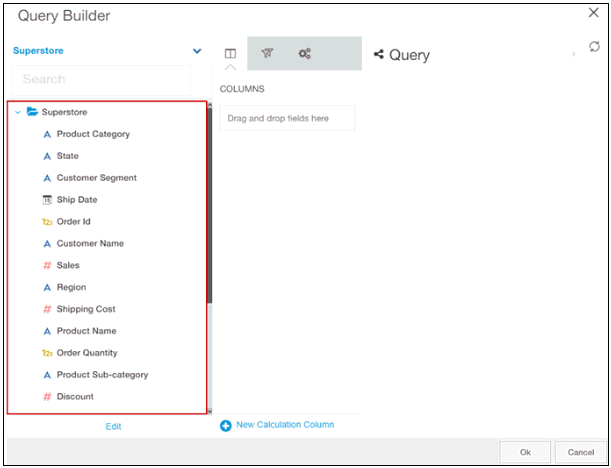 Query Builder
Superstore
Search
Superstore
A Product Category
A State
A Customer Segment
Ship Date
123 Order Id
A Customer Name
# Sales
A Region
# Shipping Cost
A Product Name
123 Order Quantity
A Product Sub-category
# Discount
Edit
COLUMNS
Drag and drop fields here
New Calculation Column
Query
Ok
Cancel